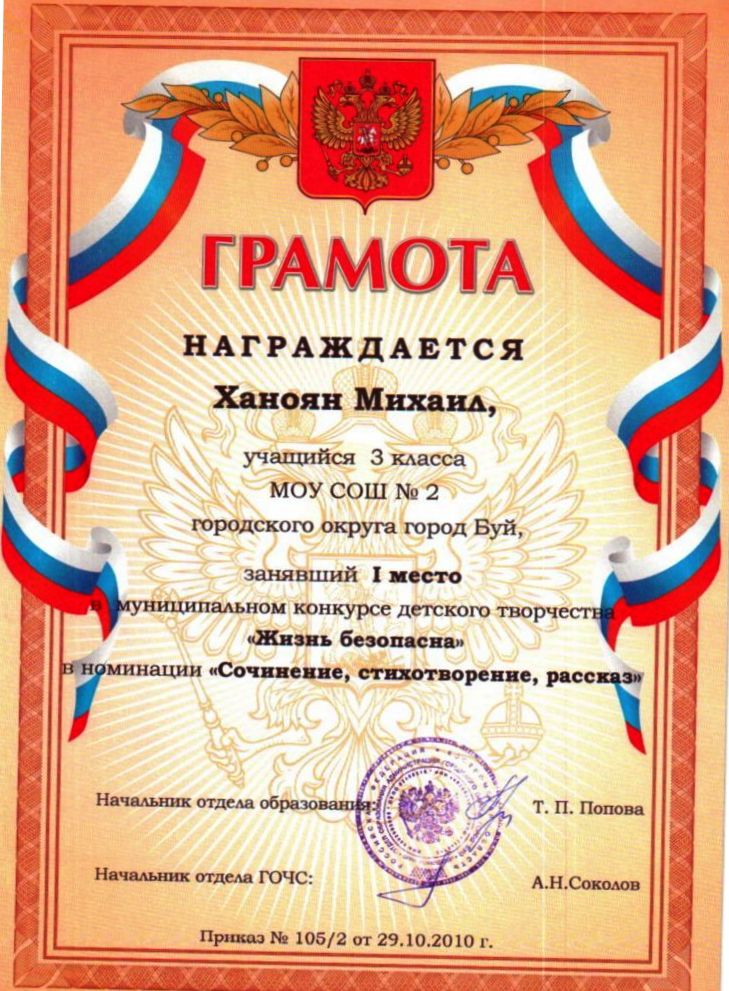 ГРАМОТА
НАГРАЖДАЕТСЯ
Ханоян Михаил,
учащийся 3 класса
МОУ СОШ № 2
городского округа город Буй,
занявший I место
в муниципальном конкурсе детского творчества
«Жизнь безопасна»
в номинации «Сочинение, стихотворение, рассказ»
Начальник отдела образования:
Т. П. Попова
Начальник отдела ГОЧС:
А.Н.Соколов
Приказ № 105/2 от 29.10.2010 г.